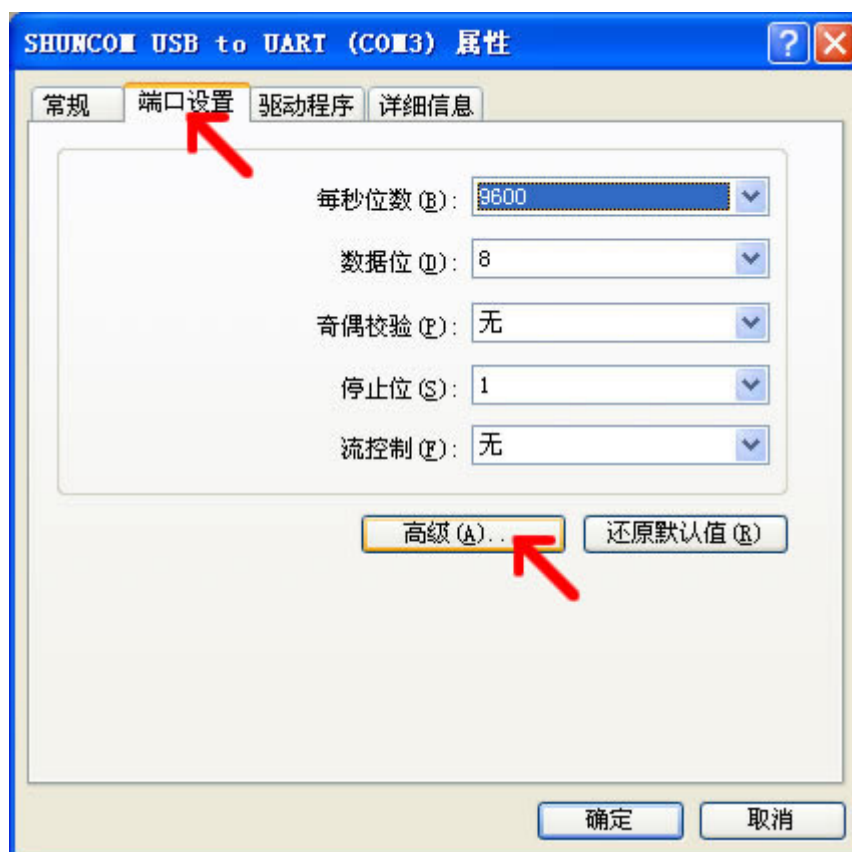 SHUNCOM USB to UART (COM3) 属性
常规 端口设置 驱动程序 详细信息
每秒位数(B): 9600
数据位(D): 8
奇偶校验(P): 无
停止位(S): 1
流控制(F): 无
高级(A)... 还原默认值(R)
确定 取消